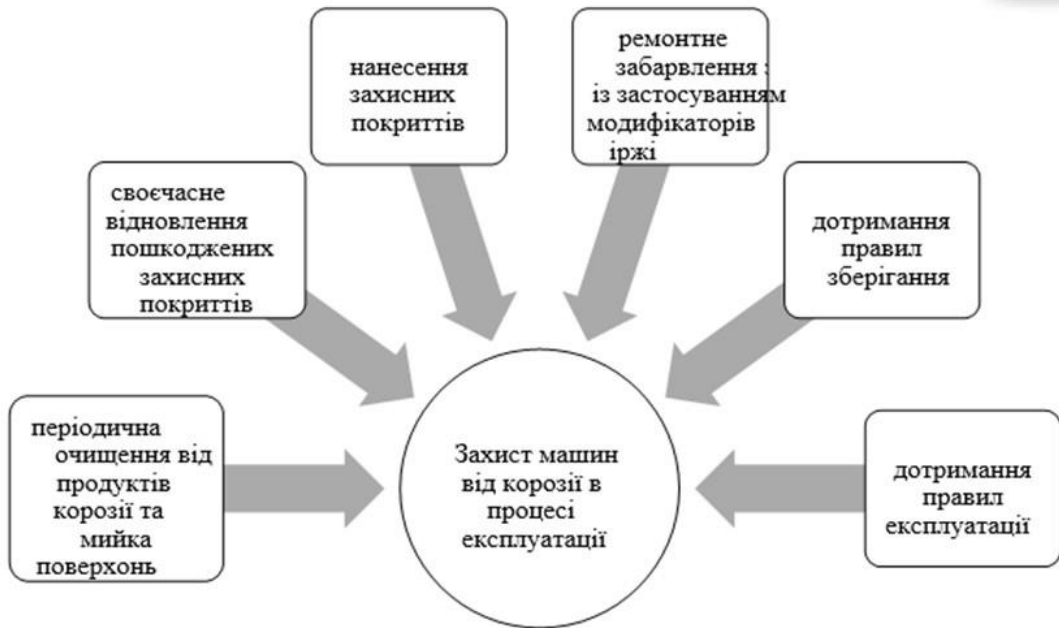 нанесення
захисних
покриттів
ремонтне
забарвлення :
із застосуванням
модифікаторів
іржі
своєчасне
відновлення
пошкоджених
захисних
покриттів
дотримання
правил
зберігання
періодична
очищення від
продуктів
корозії та
мийка
поверхонь
Захист машин
від корозії в
процесі
експлуатації
дотримання
правил
експлуатації